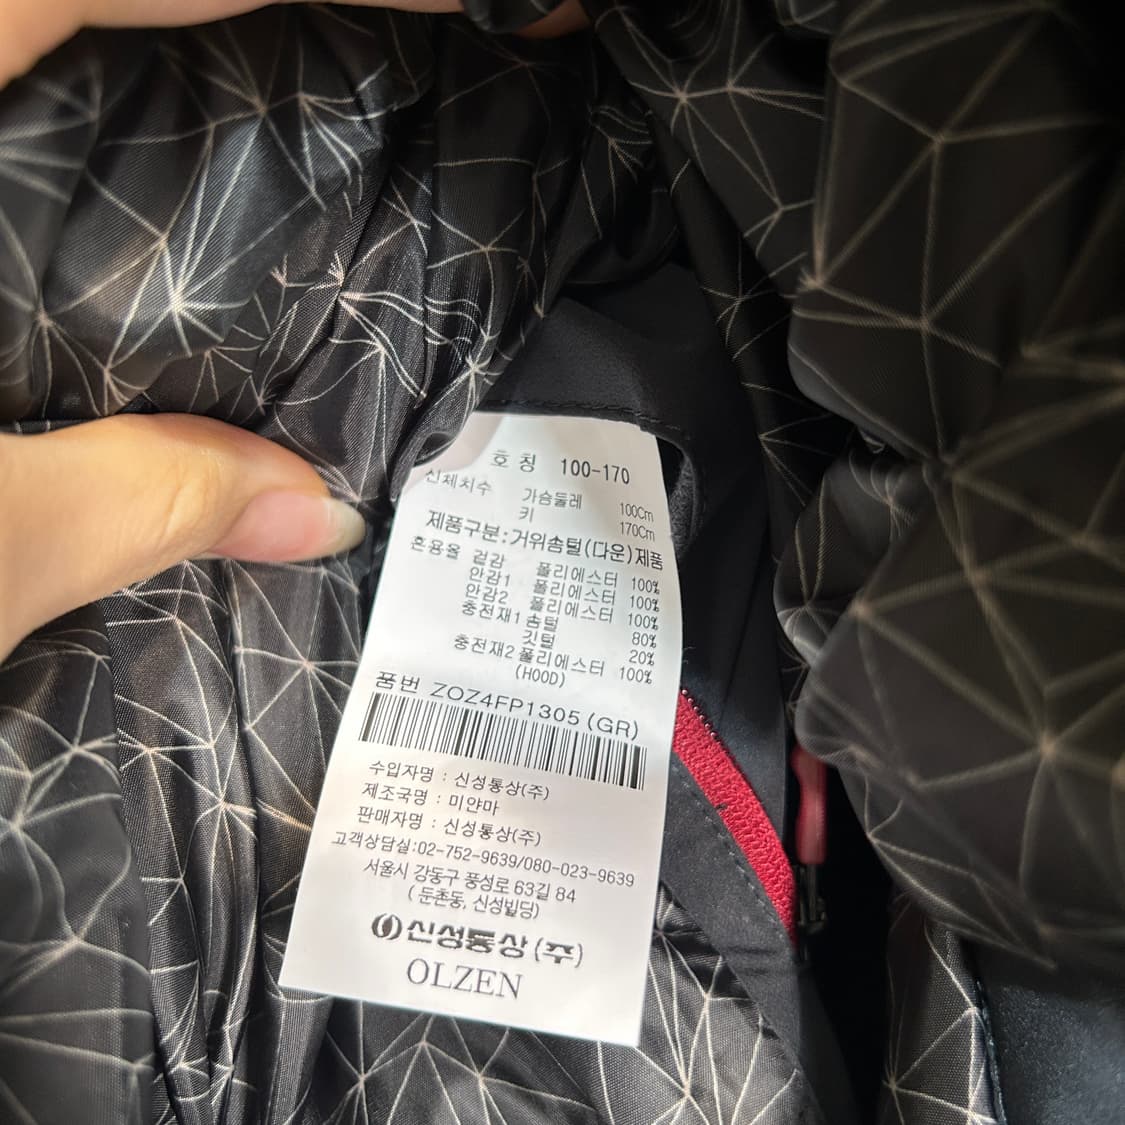 호 칭 100-170
신체치수 가슴둘레 100Cm
키 170Cm
제품구분:거위솜털(다운)제품
혼용율 겉감 폴리에스터 100%
안감1 폴리에스터 100%
안감2 폴리에스터 100%
충전재1 솜털 80%
깃털 20%
충전재2 폴리에스터 100%
(HOOD)
품번 ZOZ4FP1305(GR)
수입자명 : 신성통상(주)
제조국명 : 미얀마
판매자명 : 신성통상(주)
고객상담실:02-752-9639/080-023-9639
서울시 강동구 풍성로 63길 84
( 둔촌동, 신성빌딩)
신성통상(주)
OLZEN